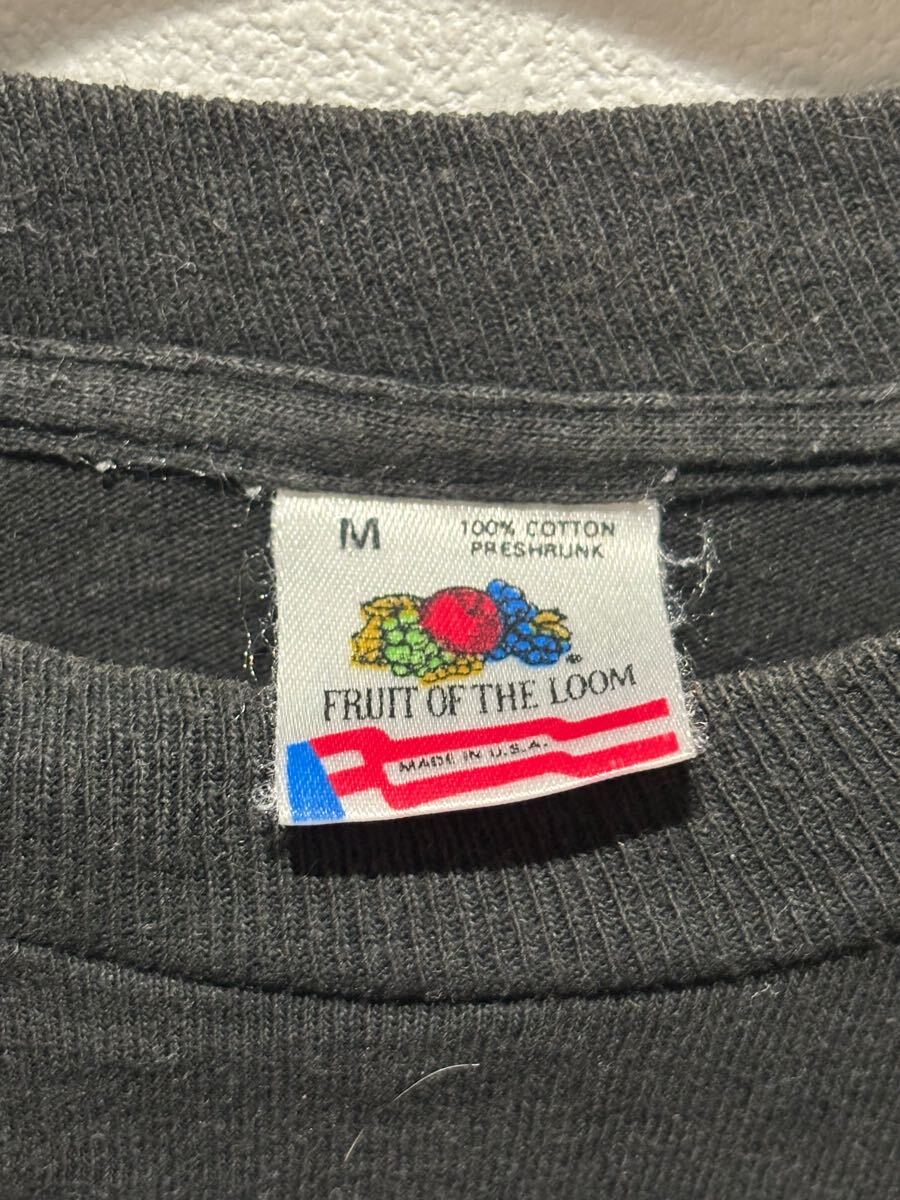 M
100% COTTON
PRESHRUNK
FRUIT OF THE LOOM
MADE IN U.S.A.